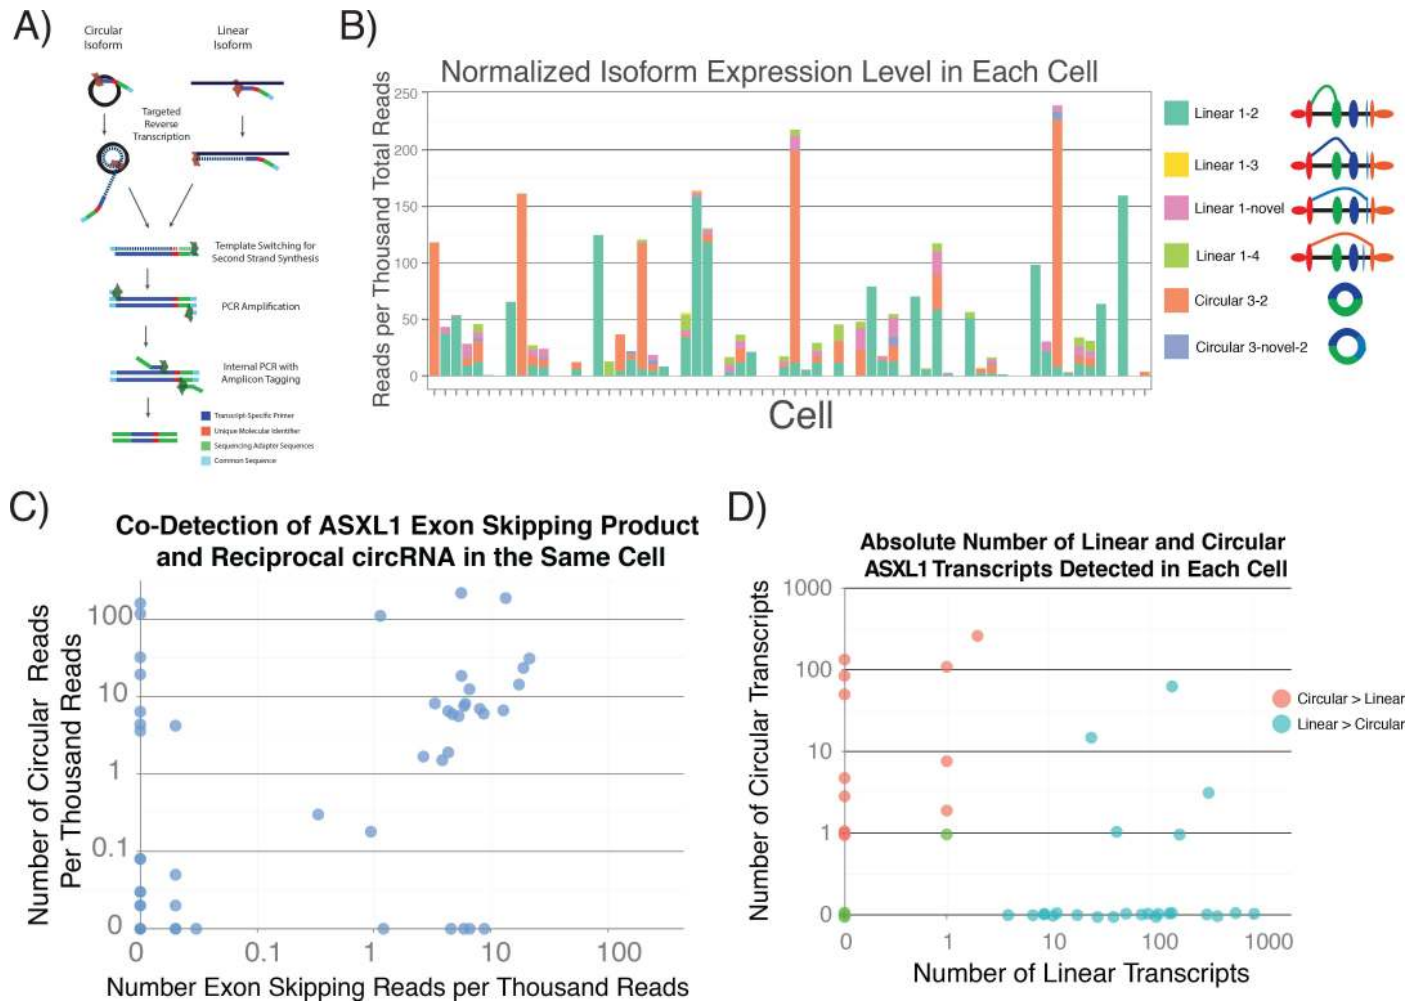 A)
Circular
Isoform
Linear
Isoform
Targeted
Reverse
Transcription
Template Switching for
Second Strand Synthesis
PCR Amplification
Internal PCR with
Amplicon Tagging
Transcript-Specific Primer
Unique Molecular Identifier
Sequencing Adapter Sequences
Common Sequence
B)
Normalized Isoform Expression Level in Each Cell
Reads per Thousand Total Reads
250
200
150
100
50
0
Cell
Linear 1-2
Linear 1-3
Linear 1-novel
Linear 1-4
Circular 3-2
Circular 3-novel-2
C)
Co-Detection of ASXL1 Exon Skipping Product
and Reciprocal circRNA in the Same Cell
Number of Circular Reads
Per Thousand Reads
100
10
1
0.1
0
0 0.1 1 10 100
Number Exon Skipping Reads per Thousand Reads
D)
Absolute Number of Linear and Circular
ASXL1 Transcripts Detected in Each Cell
Number of Circular Transcripts
1000
100
10
1
0
0 1 10 100 1000
Number of Linear Transcripts
Circular > Linear
Linear > Circular